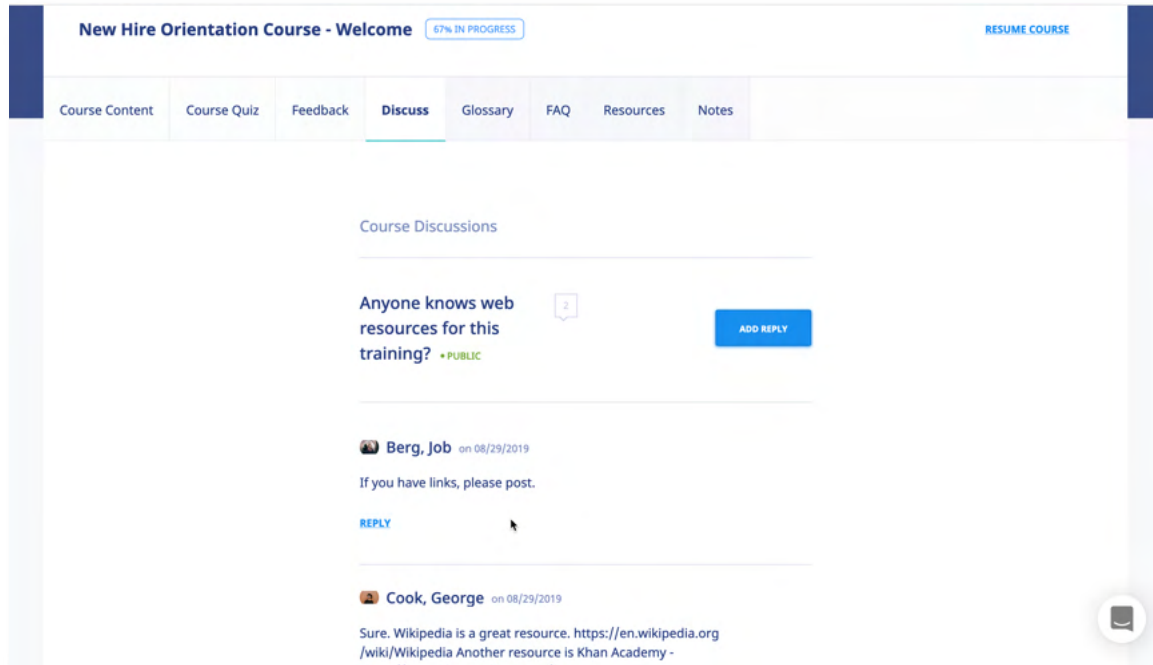 New Hire Orientation Course - Welcome 67% IN PROGRESS RESUME COURSE
Course Content Course Quiz Feedback Discuss Glossary FAQ Resources Notes
Course Discussions
Anyone knows web
resources for this
training? • PUBLIC
2
ADD REPLY
Berg, Job on 08/29/2019
If you have links, please post.
REPLY
Cook, George on 08/29/2019
Sure. Wikipedia is a great resource. https://en.wikipedia.org
/wiki/Wikipedia Another resource is Khan Academy -